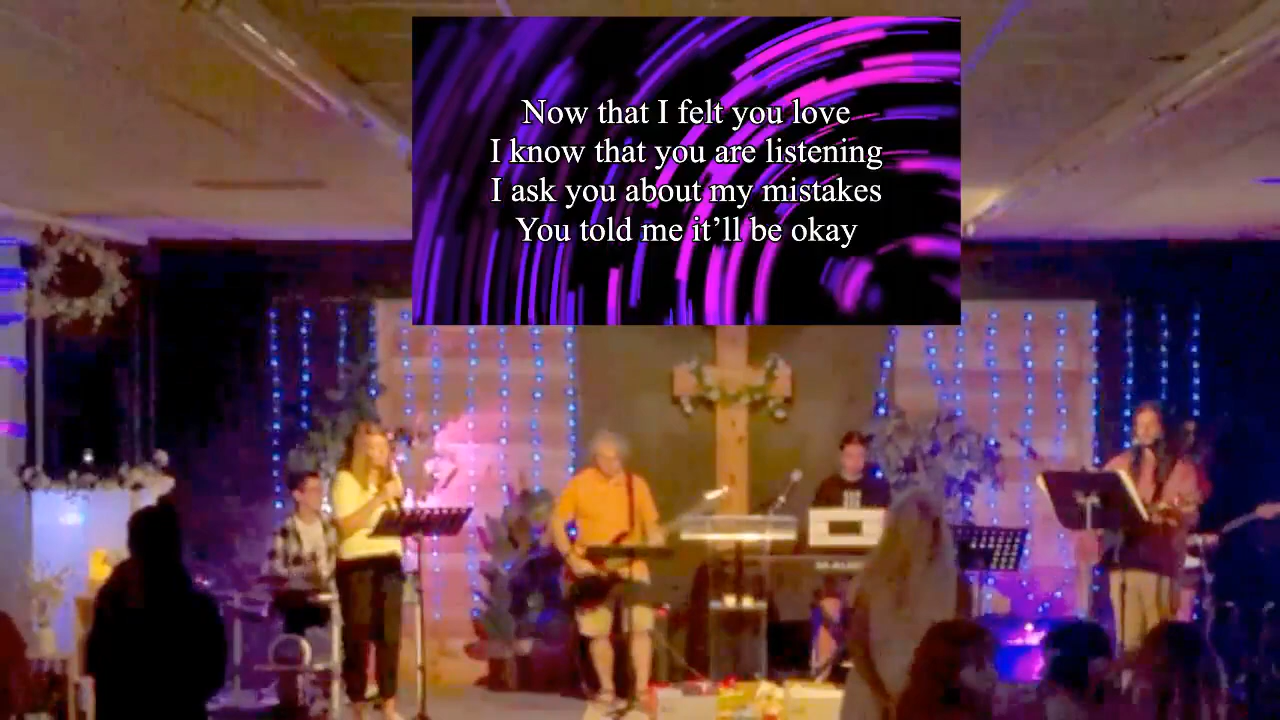 Now that I felt you love
I know that you are listening
I ask you about my mistakes
You told me it’ll be okay